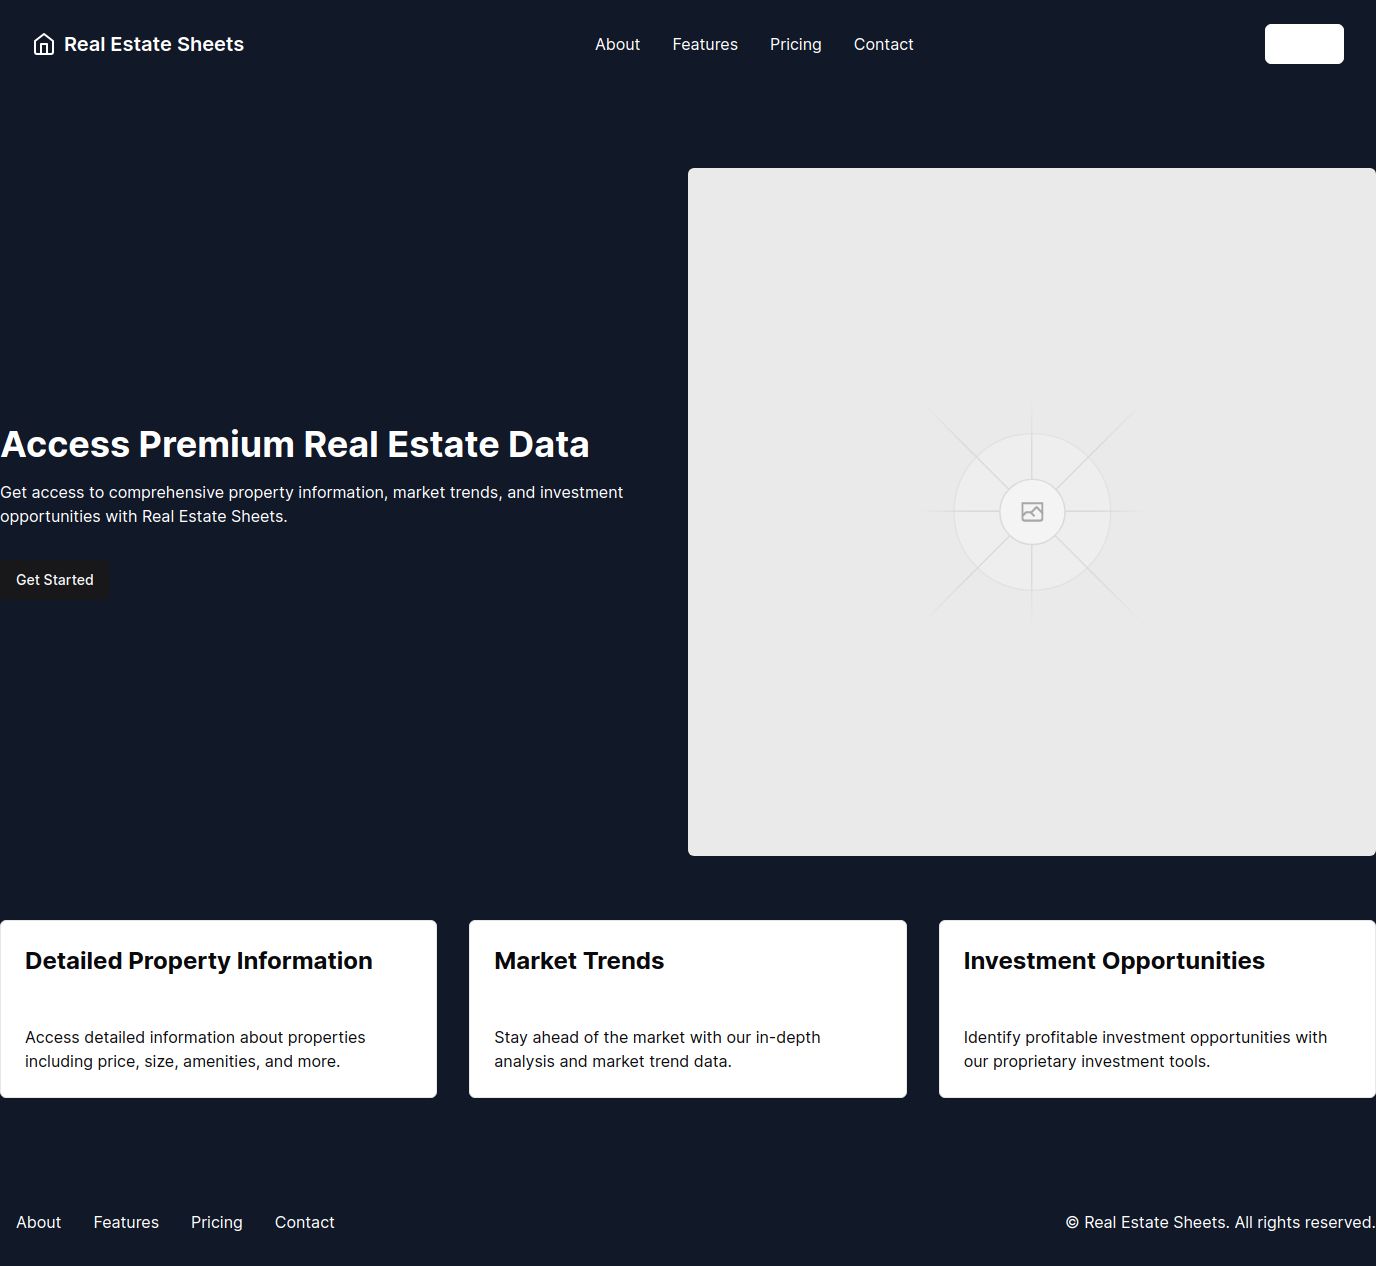 Real Estate Sheets
About Features Pricing Contact
Access Premium Real Estate Data
Get access to comprehensive property information, market trends, and investment
opportunities with Real Estate Sheets.
Get Started
Detailed Property Information
Access detailed information about properties
including price, size, amenities, and more.
Market Trends
Stay ahead of the market with our in-depth
analysis and market trend data.
Investment Opportunities
Identify profitable investment opportunities with
our proprietary investment tools.
About Features Pricing Contact
© Real Estate Sheets. All rights reserved.